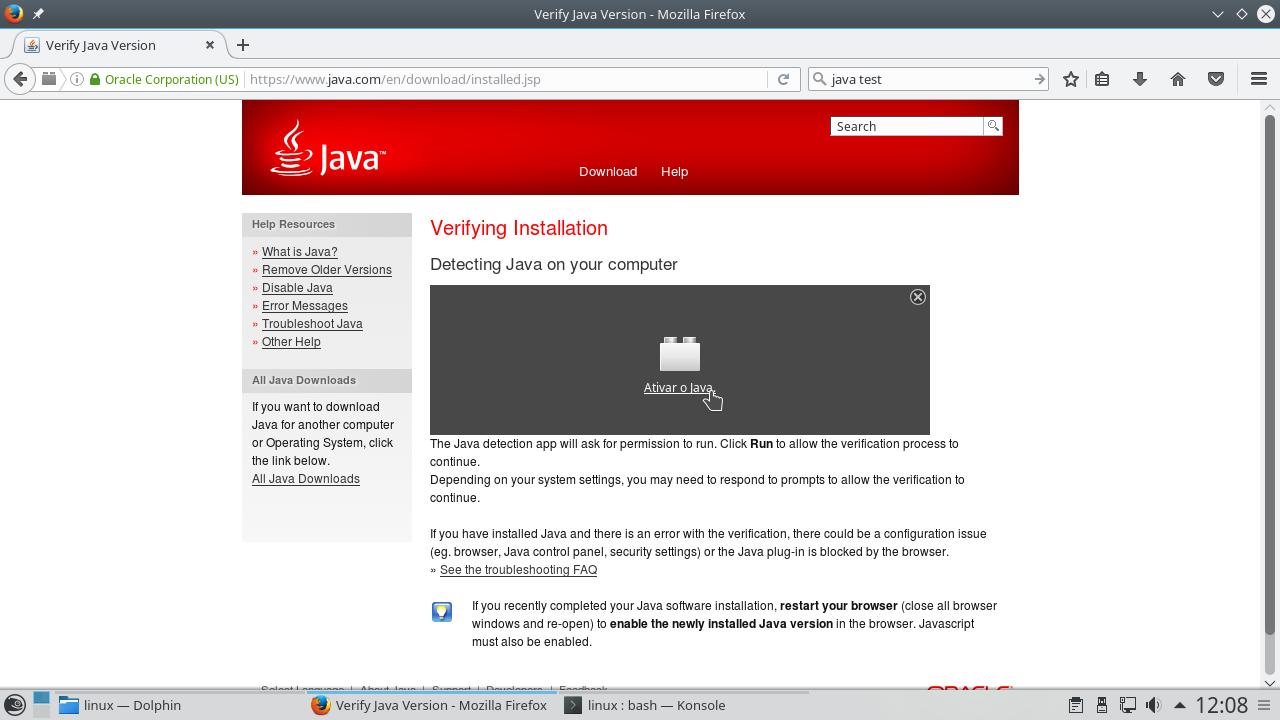 Verify Java Version - Mozilla Firefox
Verify Java Version
Oracle Corporation (US)
https://www.java.com/en/download/installed.jsp
java test
Java™
Search
Download
Help
Help Resources
» What is Java?
» Remove Older Versions
» Disable Java
» Error Messages
» Troubleshoot Java
» Other Help
All Java Downloads
If you want to download
Java for another computer
or Operating System, click
the link below.
All Java Downloads
Verifying Installation
Detecting Java on your computer
Ativar o Java.
The Java detection app will ask for permission to run. Click Run to allow the verification process to
continue.
Depending on your system settings, you may need to respond to prompts to allow the verification to
continue.
If you have installed Java and there is an error with the verification, there could be a configuration issue
(eg. browser, Java control panel, security settings) or the Java plug-in is blocked by the browser.
» See the troubleshooting FAQ
If you recently completed your Java software installation, restart your browser (close all browser
windows and re-open) to enable the newly installed Java version in the browser. Javascript
must also be enabled.
Select Language | About Java | Support | Developers | Feedback
ORACLE
linux — Dolphin
Verify Java Version - Mozilla Firefox
linux : bash — Konsole
12:08